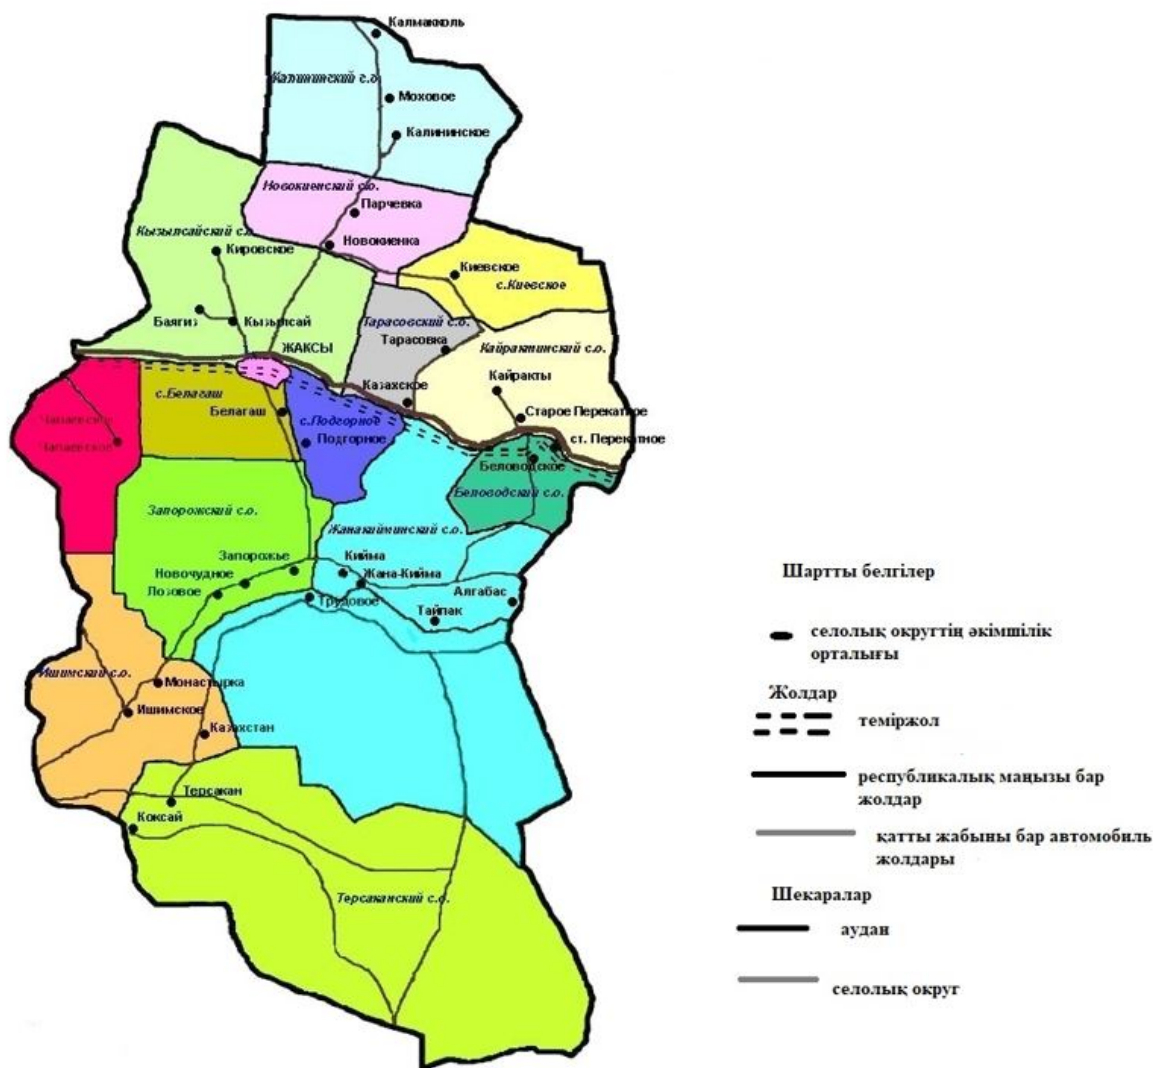 Калмакколь
Калининский с.о
Моховое
Калининское
Новокиенский с.о.
Парчевка
Кызылсайский с.о.
Новокиенка
Кировское
Киевское
с.Киевское
Баягиз
Кызылсай
Тарасовский с.о.
Тарасовка
ЖАКСЫ
Кайрактинский с.о.
Кайракты
Казахское
с.Белагаш
Белагаш
Старое Перекатное
с.Подгорное
Подгорное
ст. Перекатное
Чапаевское
Чапаевское
Беловодское
Беловодский с.о.
Запорожский с.о.
Жанакийминский с.о.
Запорожье
Кийма
Новочудное
Жана-Кийма
Лозовое
Алгабас
Трудовое
Тайпак
Ишимский с.о.
Монастырка
Ишимское
Казахстан
Терсакан
Коксай
Терсаканский с.о.
Шартты белгілер
селолық округтің әкімшілік
орталығы
Жолдар
теміржол
республикалық маңызы бар
жолдар
қатты жабыны бар автомобиль
жолдары
Шекаралар
аудан
селолық округ